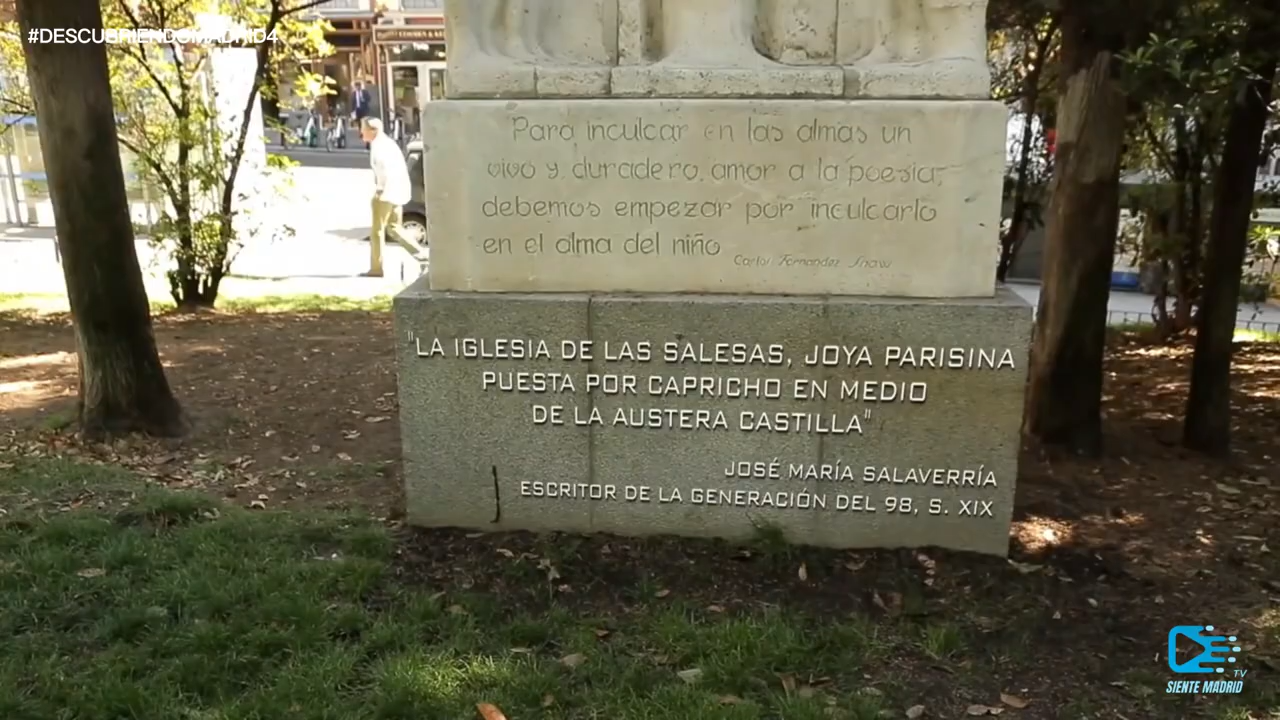 #DESCUBRIENDOMADRID4
Para inculcar en las almas un
vivo y duradero amor a la poesia,
debemos empezar por inculcarlo
en el alma del niño
Carlos Fernandez Shaw
"LA IGLESIA DE LAS SALESAS, JOYA PARISINA
PUESTA POR CAPRICHO EN MEDIO
DE LA AUSTERA CASTILLA"
JOSÉ MARÍA SALAVERRÍA
ESCRITOR DE LA GENERACIÓN DEL 98, S. XIX
TV
SIENTE MADRID